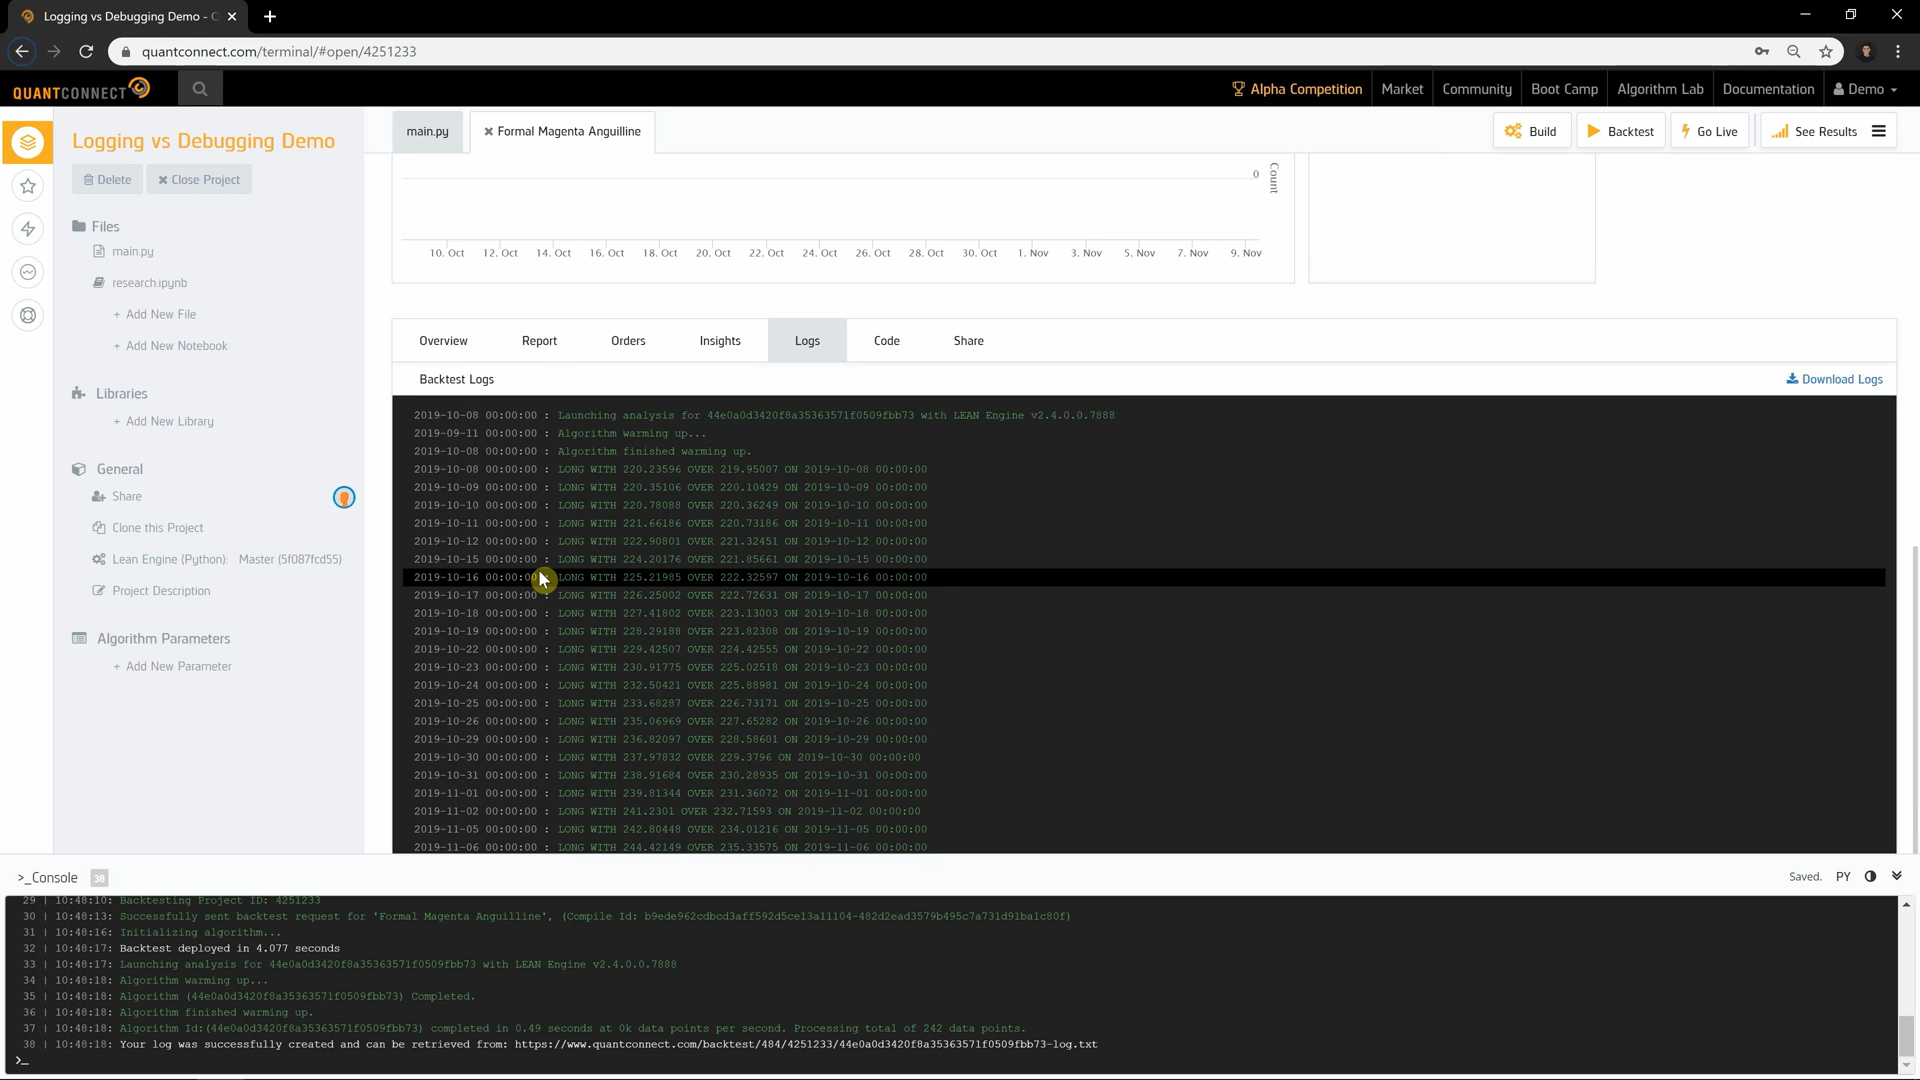 Logging vs Debugging Demo -
quantconnect.com/terminal/#open/4251233
QUANTCONNECT
Alpha Competition
Market
Community
Boot Camp
Algorithm Lab
Documentation
Demo
Logging vs Debugging Demo
Delete
Close Project
Files
main.py
research.ipynb
+ Add New File
+ Add New Notebook
Libraries
+ Add New Library
General
Share
Clone this Project
Lean Engine (Python): Master (5f087fcd55)
Project Description
Algorithm Parameters
+ Add New Parameter
main.py
Formal Magenta Anguilline
Build
Backtest
Go Live
See Results
0
Count
10. Oct 12. Oct 14. Oct 16. Oct 18. Oct 20. Oct 22. Oct 24. Oct 26. Oct 28. Oct 30. Oct 1. Nov 3. Nov 5. Nov 7. Nov 9. Nov
Overview Report Orders Insights Logs Code Share
Backtest Logs
Download Logs
2019-10-08 00:00:00 : Launching analysis for 44e0a0d3420f8a35363571f0509fbb73 with LEAN Engine v2.4.0.0.7888
2019-09-11 00:00:00 : Algorithm warming up...
2019-10-08 00:00:00 : Algorithm finished warming up.
2019-10-08 00:00:00 : LONG WITH 220.23596 OVER 219.95007 ON 2019-10-08 00:00:00
2019-10-09 00:00:00 : LONG WITH 220.35106 OVER 220.10429 ON 2019-10-09 00:00:00
2019-10-10 00:00:00 : LONG WITH 220.78088 OVER 220.36249 ON 2019-10-10 00:00:00
2019-10-11 00:00:00 : LONG WITH 221.66186 OVER 220.73186 ON 2019-10-11 00:00:00
2019-10-12 00:00:00 : LONG WITH 222.90801 OVER 221.32451 ON 2019-10-12 00:00:00
2019-10-15 00:00:00 : LONG WITH 224.20176 OVER 221.85661 ON 2019-10-15 00:00:00
2019-10-16 00:00:00 LONG WITH 225.21985 OVER 222.32597 ON 2019-10-16 00:00:00
2019-10-17 00:00:00 : LONG WITH 226.25002 OVER 222.72631 ON 2019-10-17 00:00:00
2019-10-18 00:00:00 : LONG WITH 227.41802 OVER 223.13003 ON 2019-10-18 00:00:00
2019-10-19 00:00:00 : LONG WITH 228.29188 OVER 223.82308 ON 2019-10-19 00:00:00
2019-10-22 00:00:00 : LONG WITH 229.42507 OVER 224.42555 ON 2019-10-22 00:00:00
2019-10-23 00:00:00 : LONG WITH 230.91775 OVER 225.02518 ON 2019-10-23 00:00:00
2019-10-24 00:00:00 : LONG WITH 232.50421 OVER 225.88981 ON 2019-10-24 00:00:00
2019-10-25 00:00:00 : LONG WITH 233.68287 OVER 226.73171 ON 2019-10-25 00:00:00
2019-10-26 00:00:00 : LONG WITH 235.06969 OVER 227.65282 ON 2019-10-26 00:00:00
2019-10-29 00:00:00 : LONG WITH 236.82097 OVER 228.58601 ON 2019-10-29 00:00:00
2019-10-30 00:00:00 : LONG WITH 237.97832 OVER 229.3796 ON 2019-10-30 00:00:00
2019-10-31 00:00:00 : LONG WITH 238.91684 OVER 230.28935 ON 2019-10-31 00:00:00
2019-11-01 00:00:00 : LONG WITH 239.81344 OVER 231.36072 ON 2019-11-01 00:00:00
2019-11-02 00:00:00 : LONG WITH 241.2301 OVER 232.71593 ON 2019-11-02 00:00:00
2019-11-05 00:00:00 : LONG WITH 242.80448 OVER 234.01216 ON 2019-11-05 00:00:00
2019-11-06 00:00:00 : LONG WITH 244.42149 OVER 235.33575 ON 2019-11-06 00:00:00
>_Console 38
Saved. PY
29 | 10:48:10: Backtesting Project ID: 4251233
30 | 10:48:13: Successfully sent backtest request for 'Formal Magenta Anguilline', (Compile Id: b9ede962cdbcd3aff592d5ce13a11104-482d2ead3579b495c7a731d91ba1c80f)
31 | 10:48:16: Initializing algorithm...
32 | 10:48:17: Backtest deployed in 4.077 seconds
33 | 10:48:17: Launching analysis for 44e0a0d3420f8a35363571f0509fbb73 with LEAN Engine v2.4.0.0.7888
34 | 10:48:18: Algorithm warming up...
35 | 10:48:18: Algorithm (44e0a0d3420f8a35363571f0509fbb73) Completed.
36 | 10:48:18: Algorithm finished warming up.
37 | 10:48:18: Algorithm Id:(44e0a0d3420f8a35363571f0509fbb73) completed in 0.49 seconds at 0k data points per second. Processing total of 242 data points.
38 | 10:48:18: Your log was successfully created and can be retrieved from: https://www.quantconnect.com/backtest/484/4251233/44e0a0d3420f8a35363571f0509fbb73-log.txt
>_